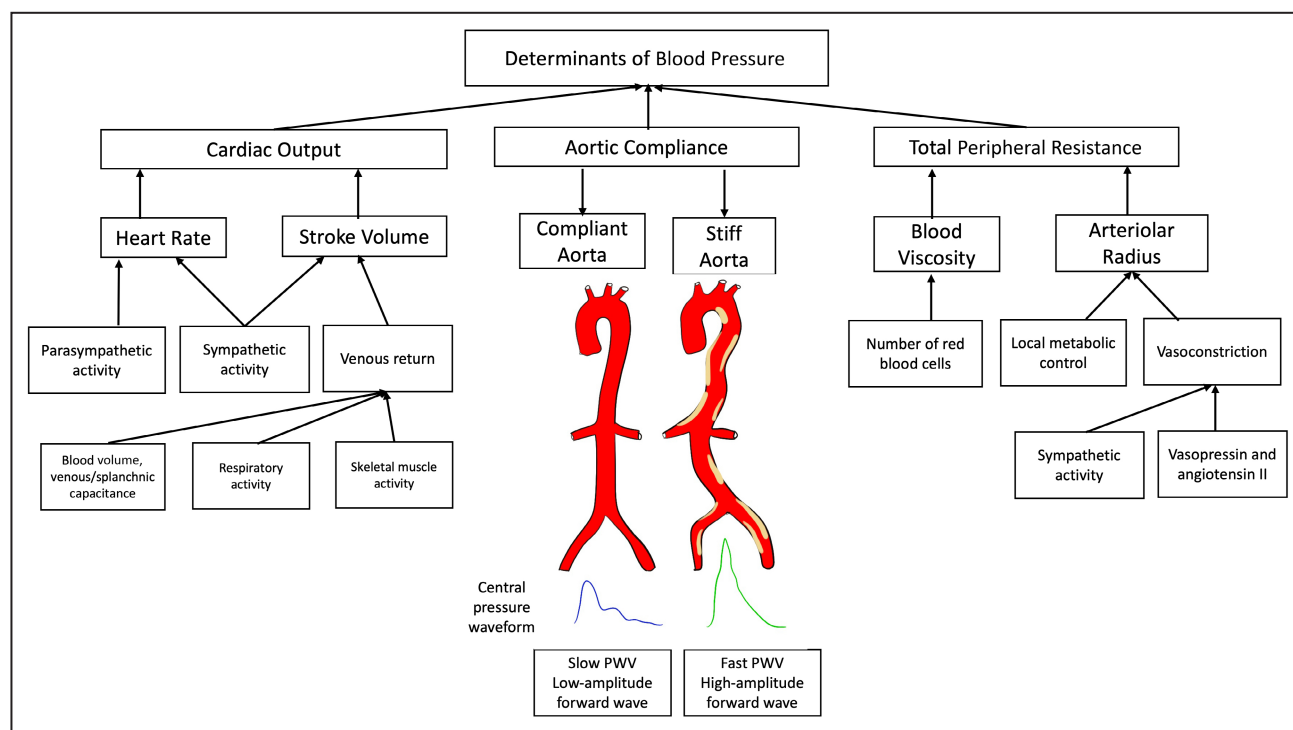 Determinants of Blood Pressure
Cardiac Output
Aortic Compliance
Total Peripheral Resistance
Heart Rate
Stroke Volume
Compliant
Aorta
Stiff
Aorta
Blood
Viscosity
Arteriolar
Radius
Parasympathetic
activity
Sympathetic
activity
Venous return
Number of red
blood cells
Local metabolic
control
Vasoconstriction
Blood volume,
venous/splanchnic
capacitance
Respiratory
activity
Skeletal muscle
activity
Sympathetic
activity
Vasopressin and
angiotensin II
Central
pressure
waveform
Slow PWV
Low-amplitude
forward wave
Fast PWV
High-amplitude
forward wave